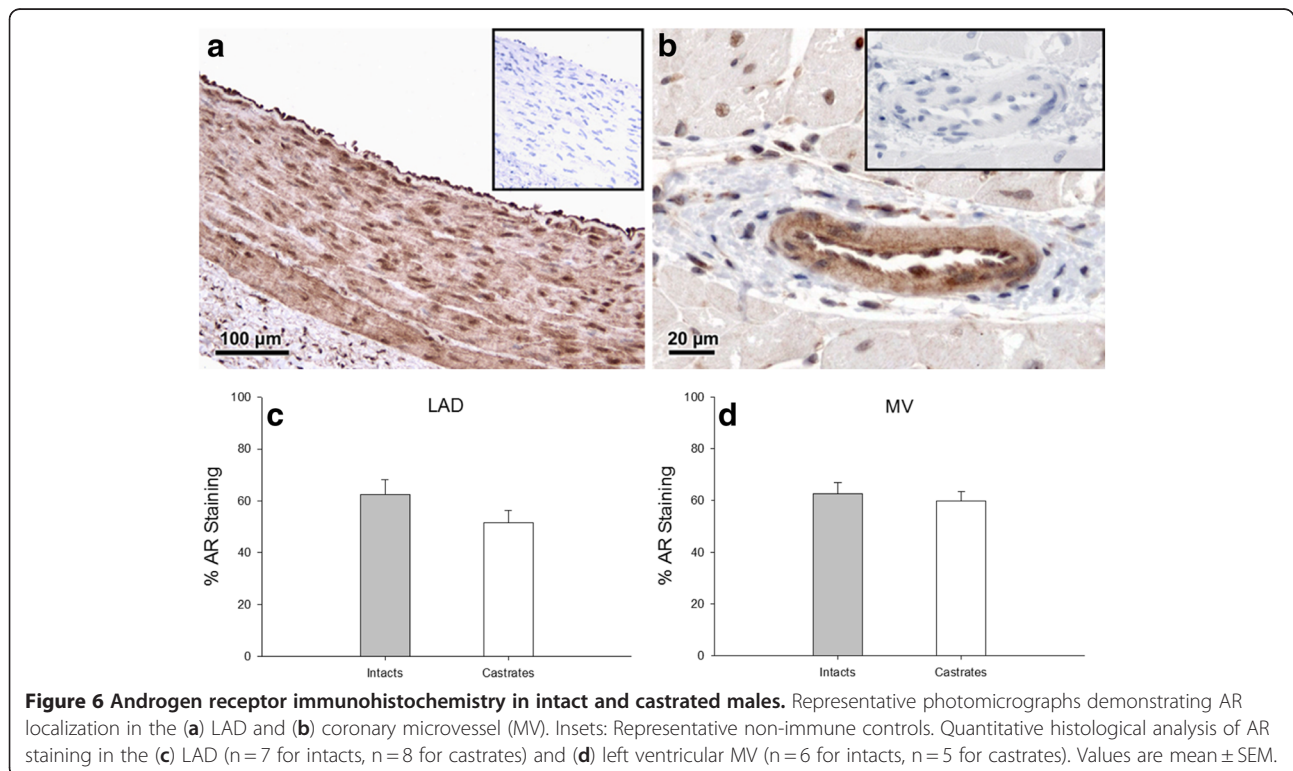 a
b
100 µm
20 µm
c
LAD
% AR Staining
100
80
60
40
20
0
Intacts
Castrates
d
MV
% AR Staining
100
80
60
40
20
0
Intacts
Castrates
Figure 6 Androgen receptor immunohistochemistry in intact and castrated males. Representative photomicrographs demonstrating AR
localization in the (a) LAD and (b) coronary microvessel (MV). Insets: Representative non-immune controls. Quantitative histological analysis of AR
staining in the (c) LAD (n = 7 for intacts, n = 8 for castrates) and (d) left ventricular MV (n = 6 for intacts, n = 5 for castrates). Values are mean ± SEM.